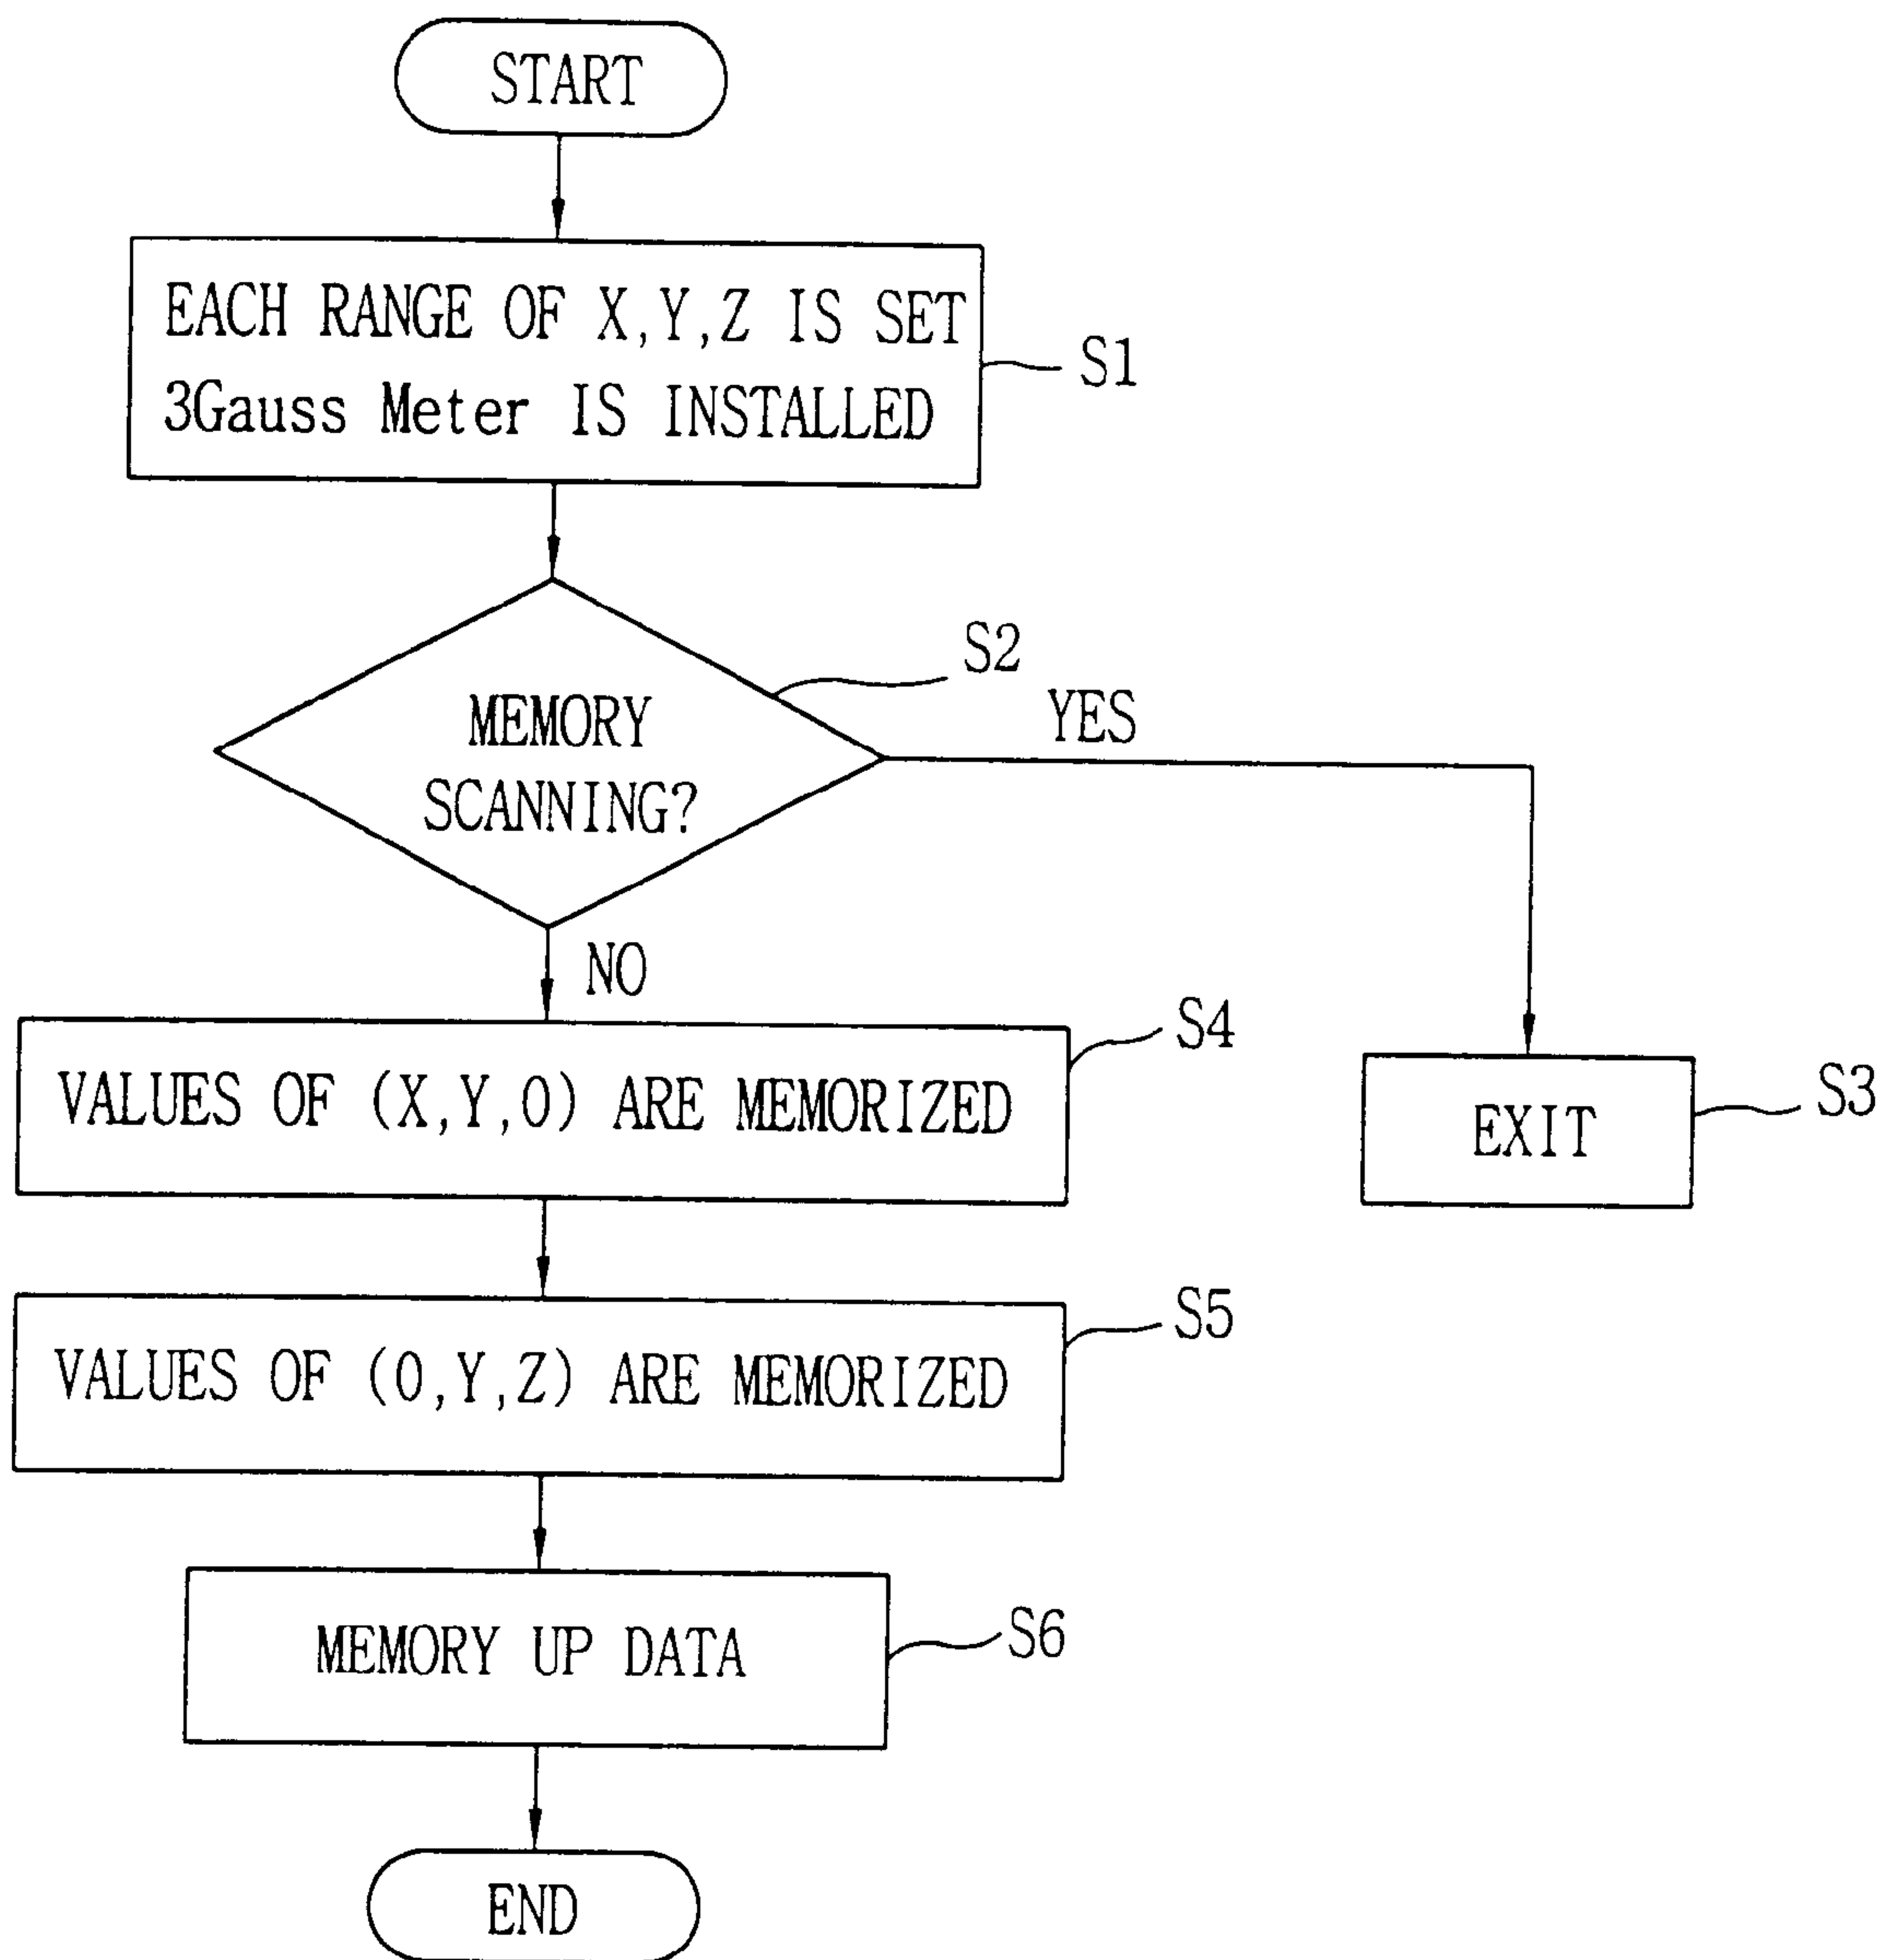 START
EACH RANGE OF X,Y,Z IS SET
3Gauss Meter IS INSTALLED
S1
S2
MEMORY
SCANNING?
YES
NO
S4
VALUES OF (X,Y,0) ARE MEMORIZED
S3
EXIT
S5
VALUES OF (0,Y,Z) ARE MEMORIZED
S6
MEMORY UP DATA
END